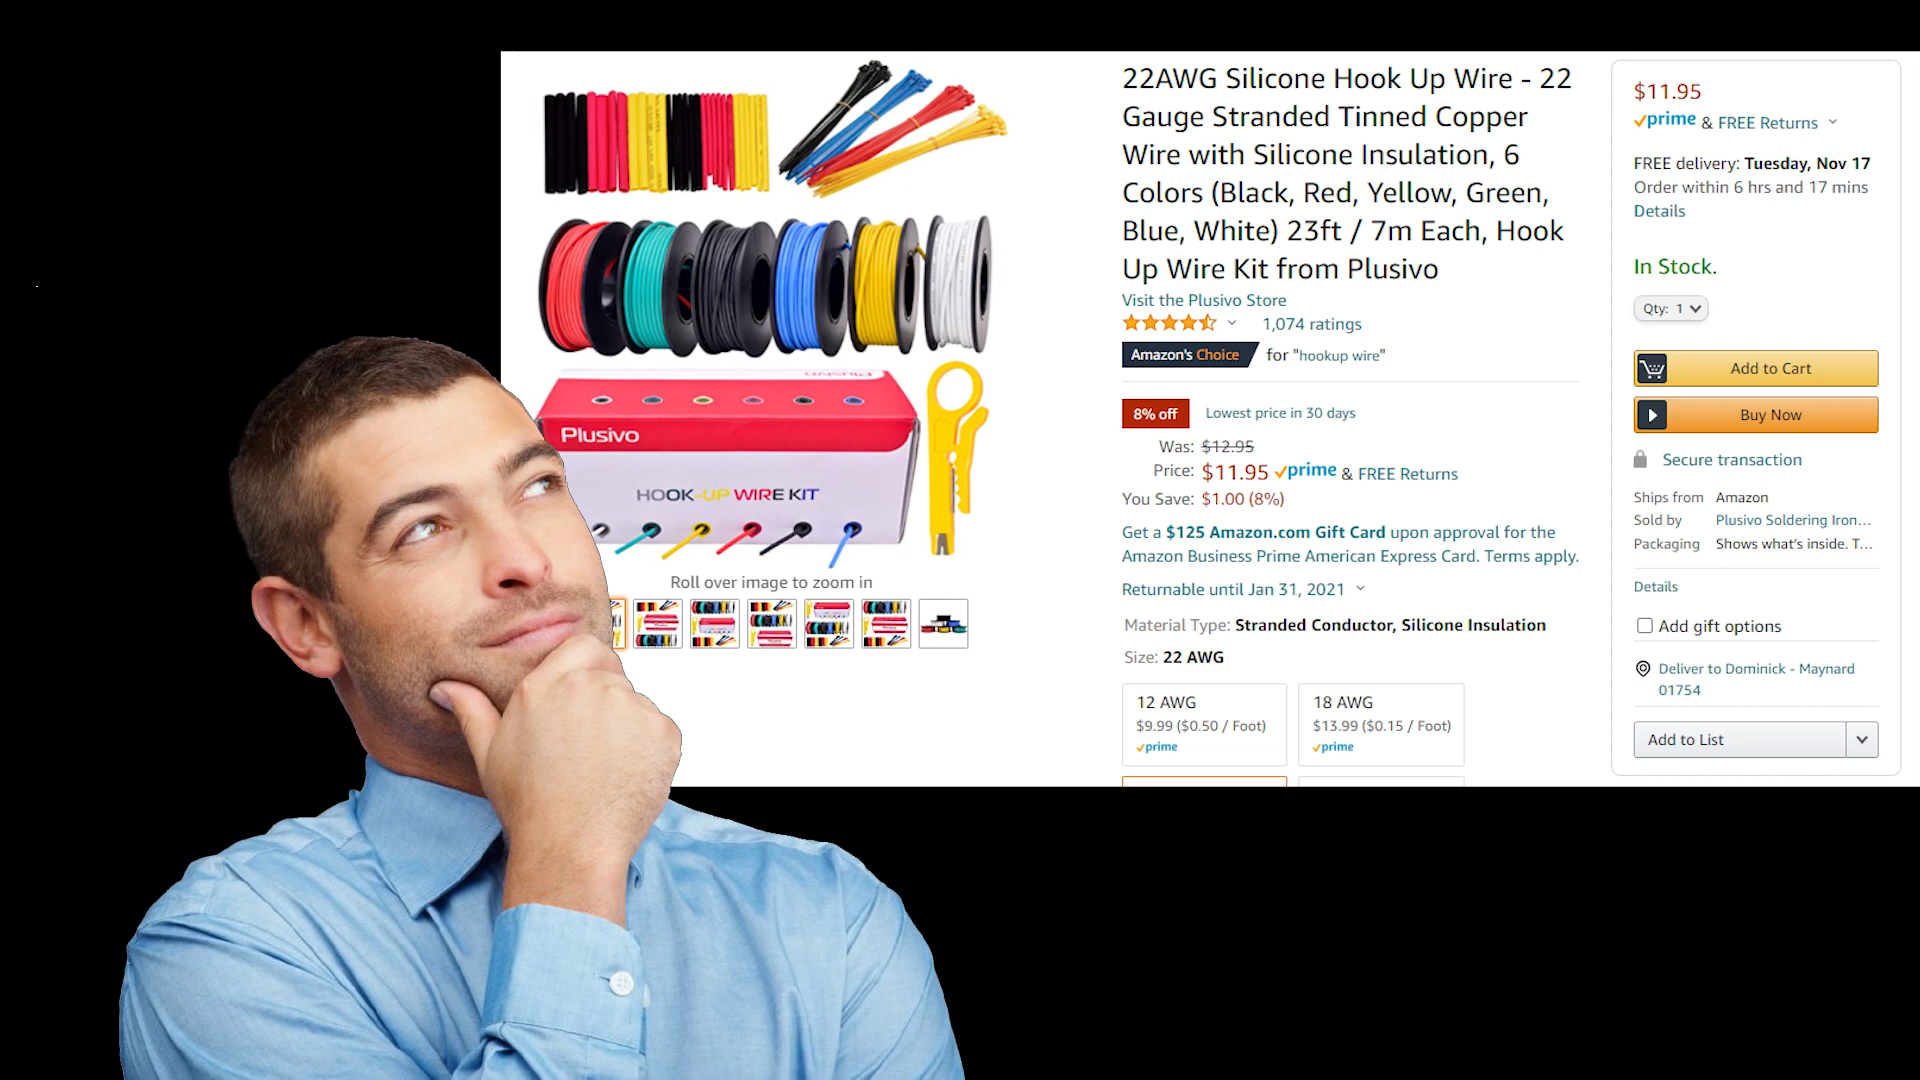 Plusivo
Plusivo
HOOK-UP WIRE KIT
Roll over image to zoom in
22AWG Silicone Hook Up Wire - 22
Gauge Stranded Tinned Copper
Wire with Silicone Insulation, 6
Colors (Black, Red, Yellow, Green,
Blue, White) 23ft / 7m Each, Hook
Up Wire Kit from Plusivo
Visit the Plusivo Store
1,074 ratings
Amazon's Choice for "hookup wire"
8% off Lowest price in 30 days
Was: $12.95
Price: $11.95 prime & FREE Returns
You Save: $1.00 (8%)
Get a $125 Amazon.com Gift Card upon approval for the
Amazon Business Prime American Express Card. Terms apply.
Returnable until Jan 31, 2021
Material Type: Stranded Conductor, Silicone Insulation
Size: 22 AWG
12 AWG
$9.99 ($0.50 / Foot)
prime
18 AWG
$13.99 ($0.15 / Foot)
prime
$11.95
prime & FREE Returns
FREE delivery: Tuesday, Nov 17
Order within 6 hrs and 17 mins
Details
In Stock.
Qty: 1
Add to Cart
Buy Now
Secure transaction
Ships from Amazon
Sold by Plusivo Soldering Iron...
Packaging Shows what's inside. T...
Details
Add gift options
Deliver to Dominick - Maynard
01754
Add to List